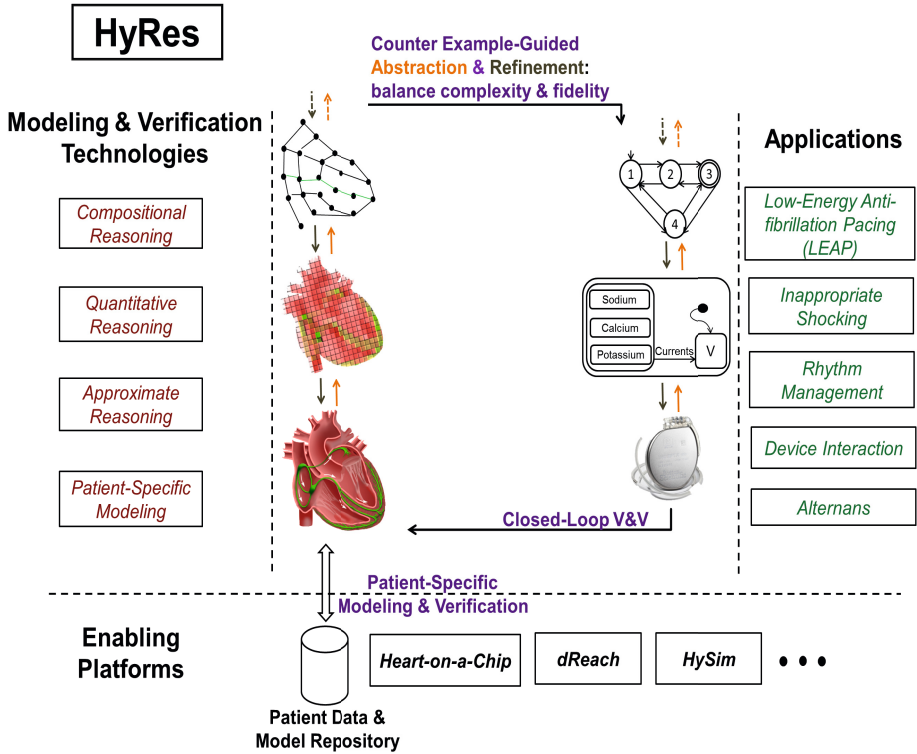 HyRes
Counter Example-Guided
Abstraction & Refinement:
balance complexity & fidelity
Modeling & Verification
Technologies
Compositional
Reasoning
Quantitative
Reasoning
Approximate
Reasoning
Patient-Specific
Modeling
1
2
3
4
Sodium
Calcium
Potassium
Currents
V
Closed-Loop V&V
Applications
Low-Energy Anti-
fibrillation Pacing
(LEAP)
Inappropriate
Shocking
Rhythm
Management
Device Interaction
Alternans
Patient-Specific
Modeling & Verification
Enabling
Platforms
Patient Data &
Model Repository
Heart-on-a-Chip
dReach
HySim
• • •